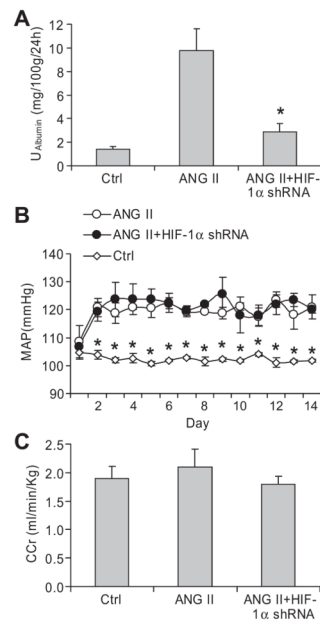 A
U Albumin (mg/100g/24h)
12
10
8
6
4
2
0
*
Ctrl
ANG II
ANG II+HIF-
1α shRNA
B
ANG II
ANG II+HIF-1α shRNA
Ctrl
MAP(mmHg)
140
130
120
110
100
90
* * * * * * * * * * * * *
2 4 6 8 10 12 14
Day
C
CCr (ml/min/Kg)
2.5
2.0
1.5
1.0
0.5
0.0
Ctrl
ANG II
ANG II+HIF-
1α shRNA